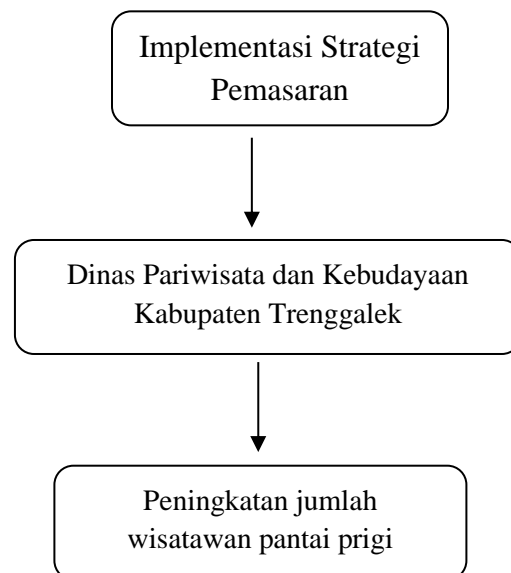 Implementasi Strategi
Pemasaran
Dinas Pariwisata dan Kebudayaan
Kabupaten Trenggalek
Peningkatan jumlah
wisatawan pantai prigi